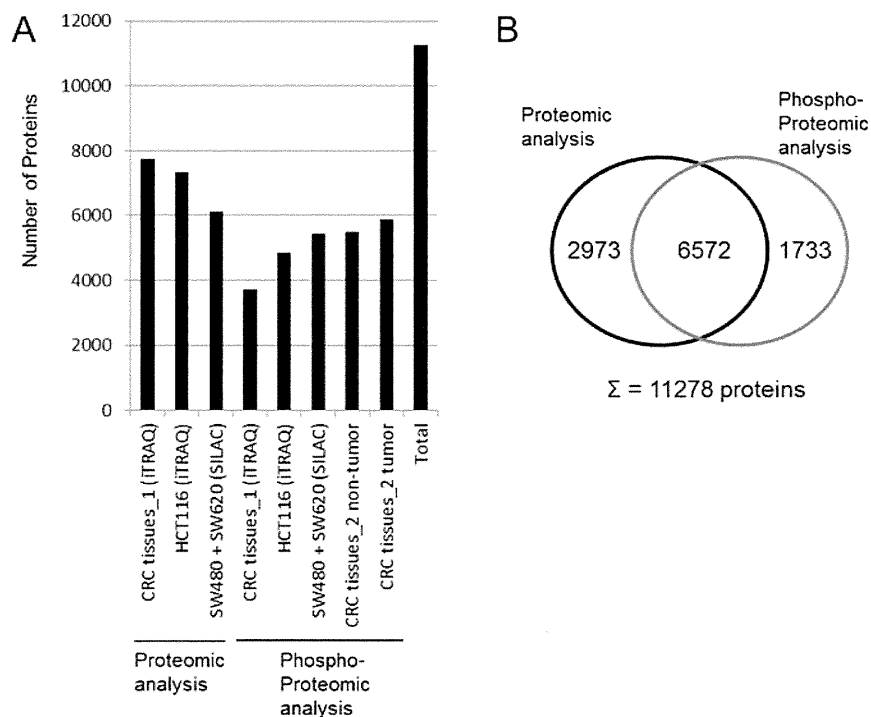 A
12000
10000
8000
6000
4000
2000
0
Number of Proteins
CRC tissues_1 (iTRAQ)
HCT116 (iTRAQ)
SW480 + SW620 (SILAC)
CRC tissues_1 (iTRAQ)
HCT116 (iTRAQ)
SW480 + SW620 (SILAC)
CRC tissues_2 non-tumor
CRC tissues_2 tumor
Total
Proteomic
analysis
Phospho-
Proteomic
analysis
B
Proteomic
analysis
Phospho-
Proteomic
analysis
2973
6572
1733
Σ = 11278 proteins